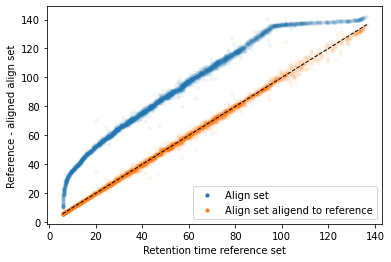 140
120
100
80
60
40
20
0
Reference - aligned align set
Align set
Align set aligend to reference
0 20 40 60 80 100 120 140
Retention time reference set